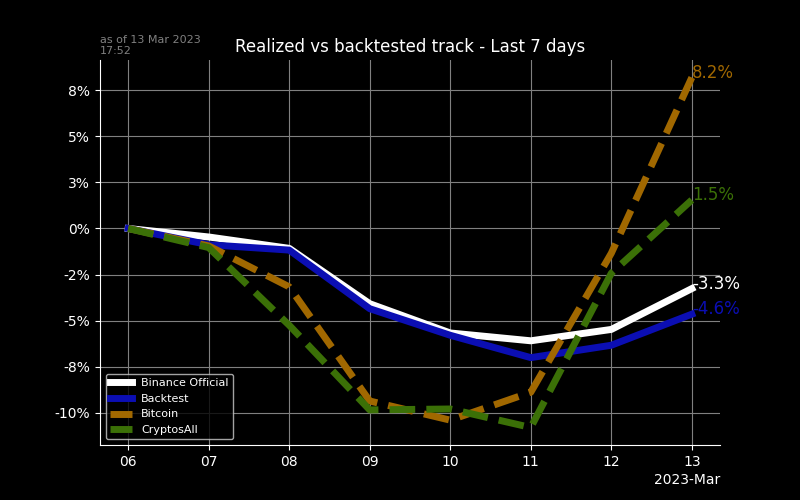 as of 13 Mar 2023
17:52
Realized vs backtested track - Last 7 days
8%
5%
3%
0%
-2%
-5%
-8%
-10%
8.2%
1.5%
-3.3%
-4.6%
Binance Official
Backtest
Bitcoin
CryptosAll
06 07 08 09 10 11 12 13
2023-Mar